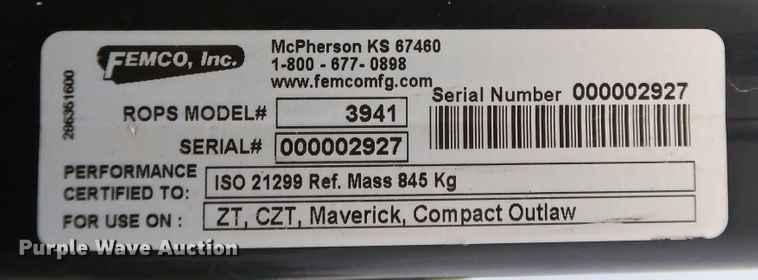 FEMCO, Inc.
McPherson KS 67460
1-800-677-0898
www.femcomfg.com
286351600
Serial Number 000002927
ROPS MODEL# 3941
SERIAL# 000002927
PERFORMANCE
CERTIFIED TO: ISO 21299 Ref. Mass 845 Kg
FOR USE ON : ZT, CZT, Maverick, Compact Outlaw
Purple Wave Auction